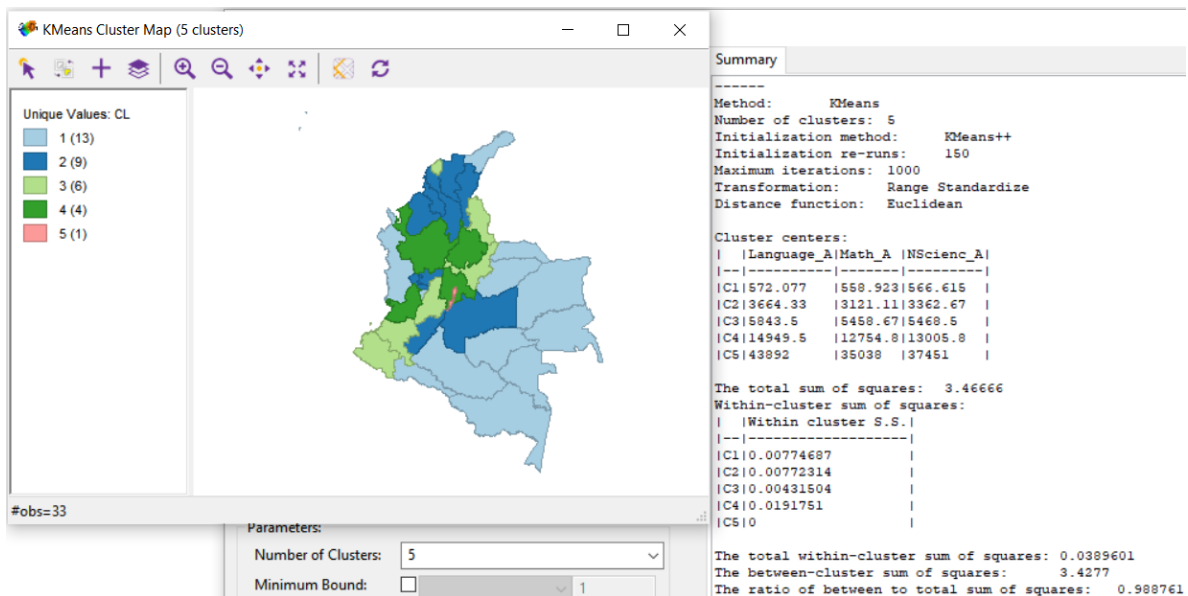 KMeans Cluster Map (5 clusters)
Unique Values: CL
1 (13)
2 (9)
3 (6)
4 (4)
5 (1)
#obs=33
Parameters:
Number of Clusters: 5
Minimum Bound: 1
Summary
------
Method: KMeans
Number of clusters: 5
Initialization method: KMeans++
Initialization re-runs: 150
Maximum iterations: 1000
Transformation: Range Standardize
Distance function: Euclidean
Cluster centers:
|  |Language_A|Math_A |NScienc_A|
|--|----------|-------|---------|
|C1|572.077   |558.923|566.615  |
|C2|3664.33   |3121.11|3362.67  |
|C3|5843.5    |5458.67|5468.5   |
|C4|14949.5   |12754.8|13005.8  |
|C5|43892     |35038  |37451    |
The total sum of squares: 3.46666
Within-cluster sum of squares:
|  |Within cluster S.S.|
|--|-------------------|
|C1|0.00774687         |
|C2|0.00772314         |
|C3|0.00431504         |
|C4|0.0191751          |
|C5|0                  |
The total within-cluster sum of squares: 0.0389601
The between-cluster sum of squares: 3.4277
The ratio of between to total sum of squares: 0.988761